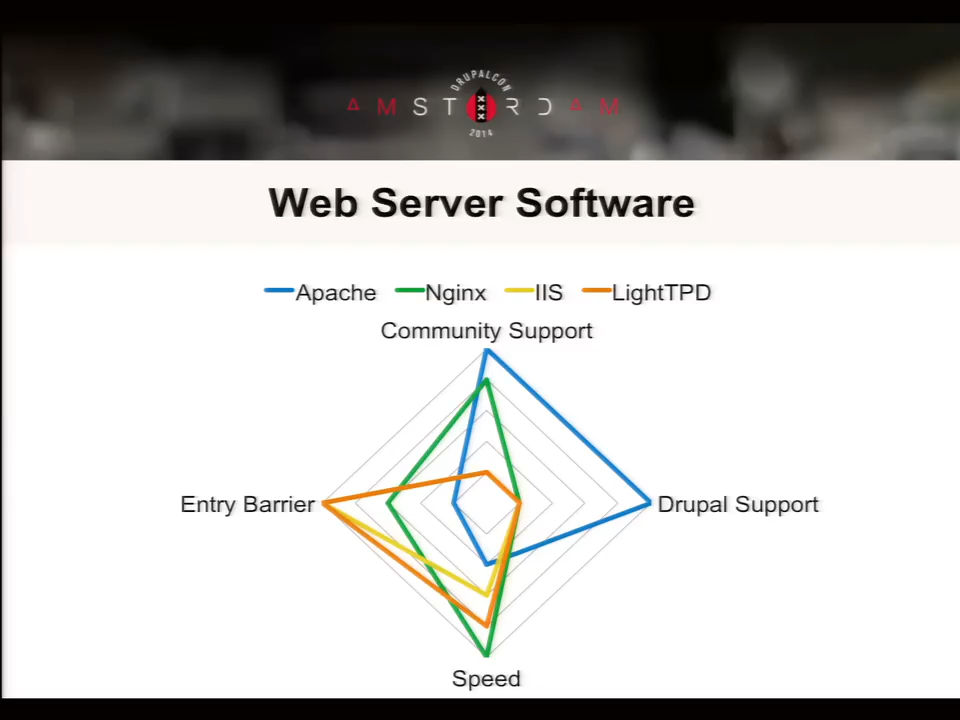 DRUPALCON
AMSTERDAM
2014
Web Server Software
Apache Nginx IIS LightTPD
Community Support
Entry Barrier
Drupal Support
Speed